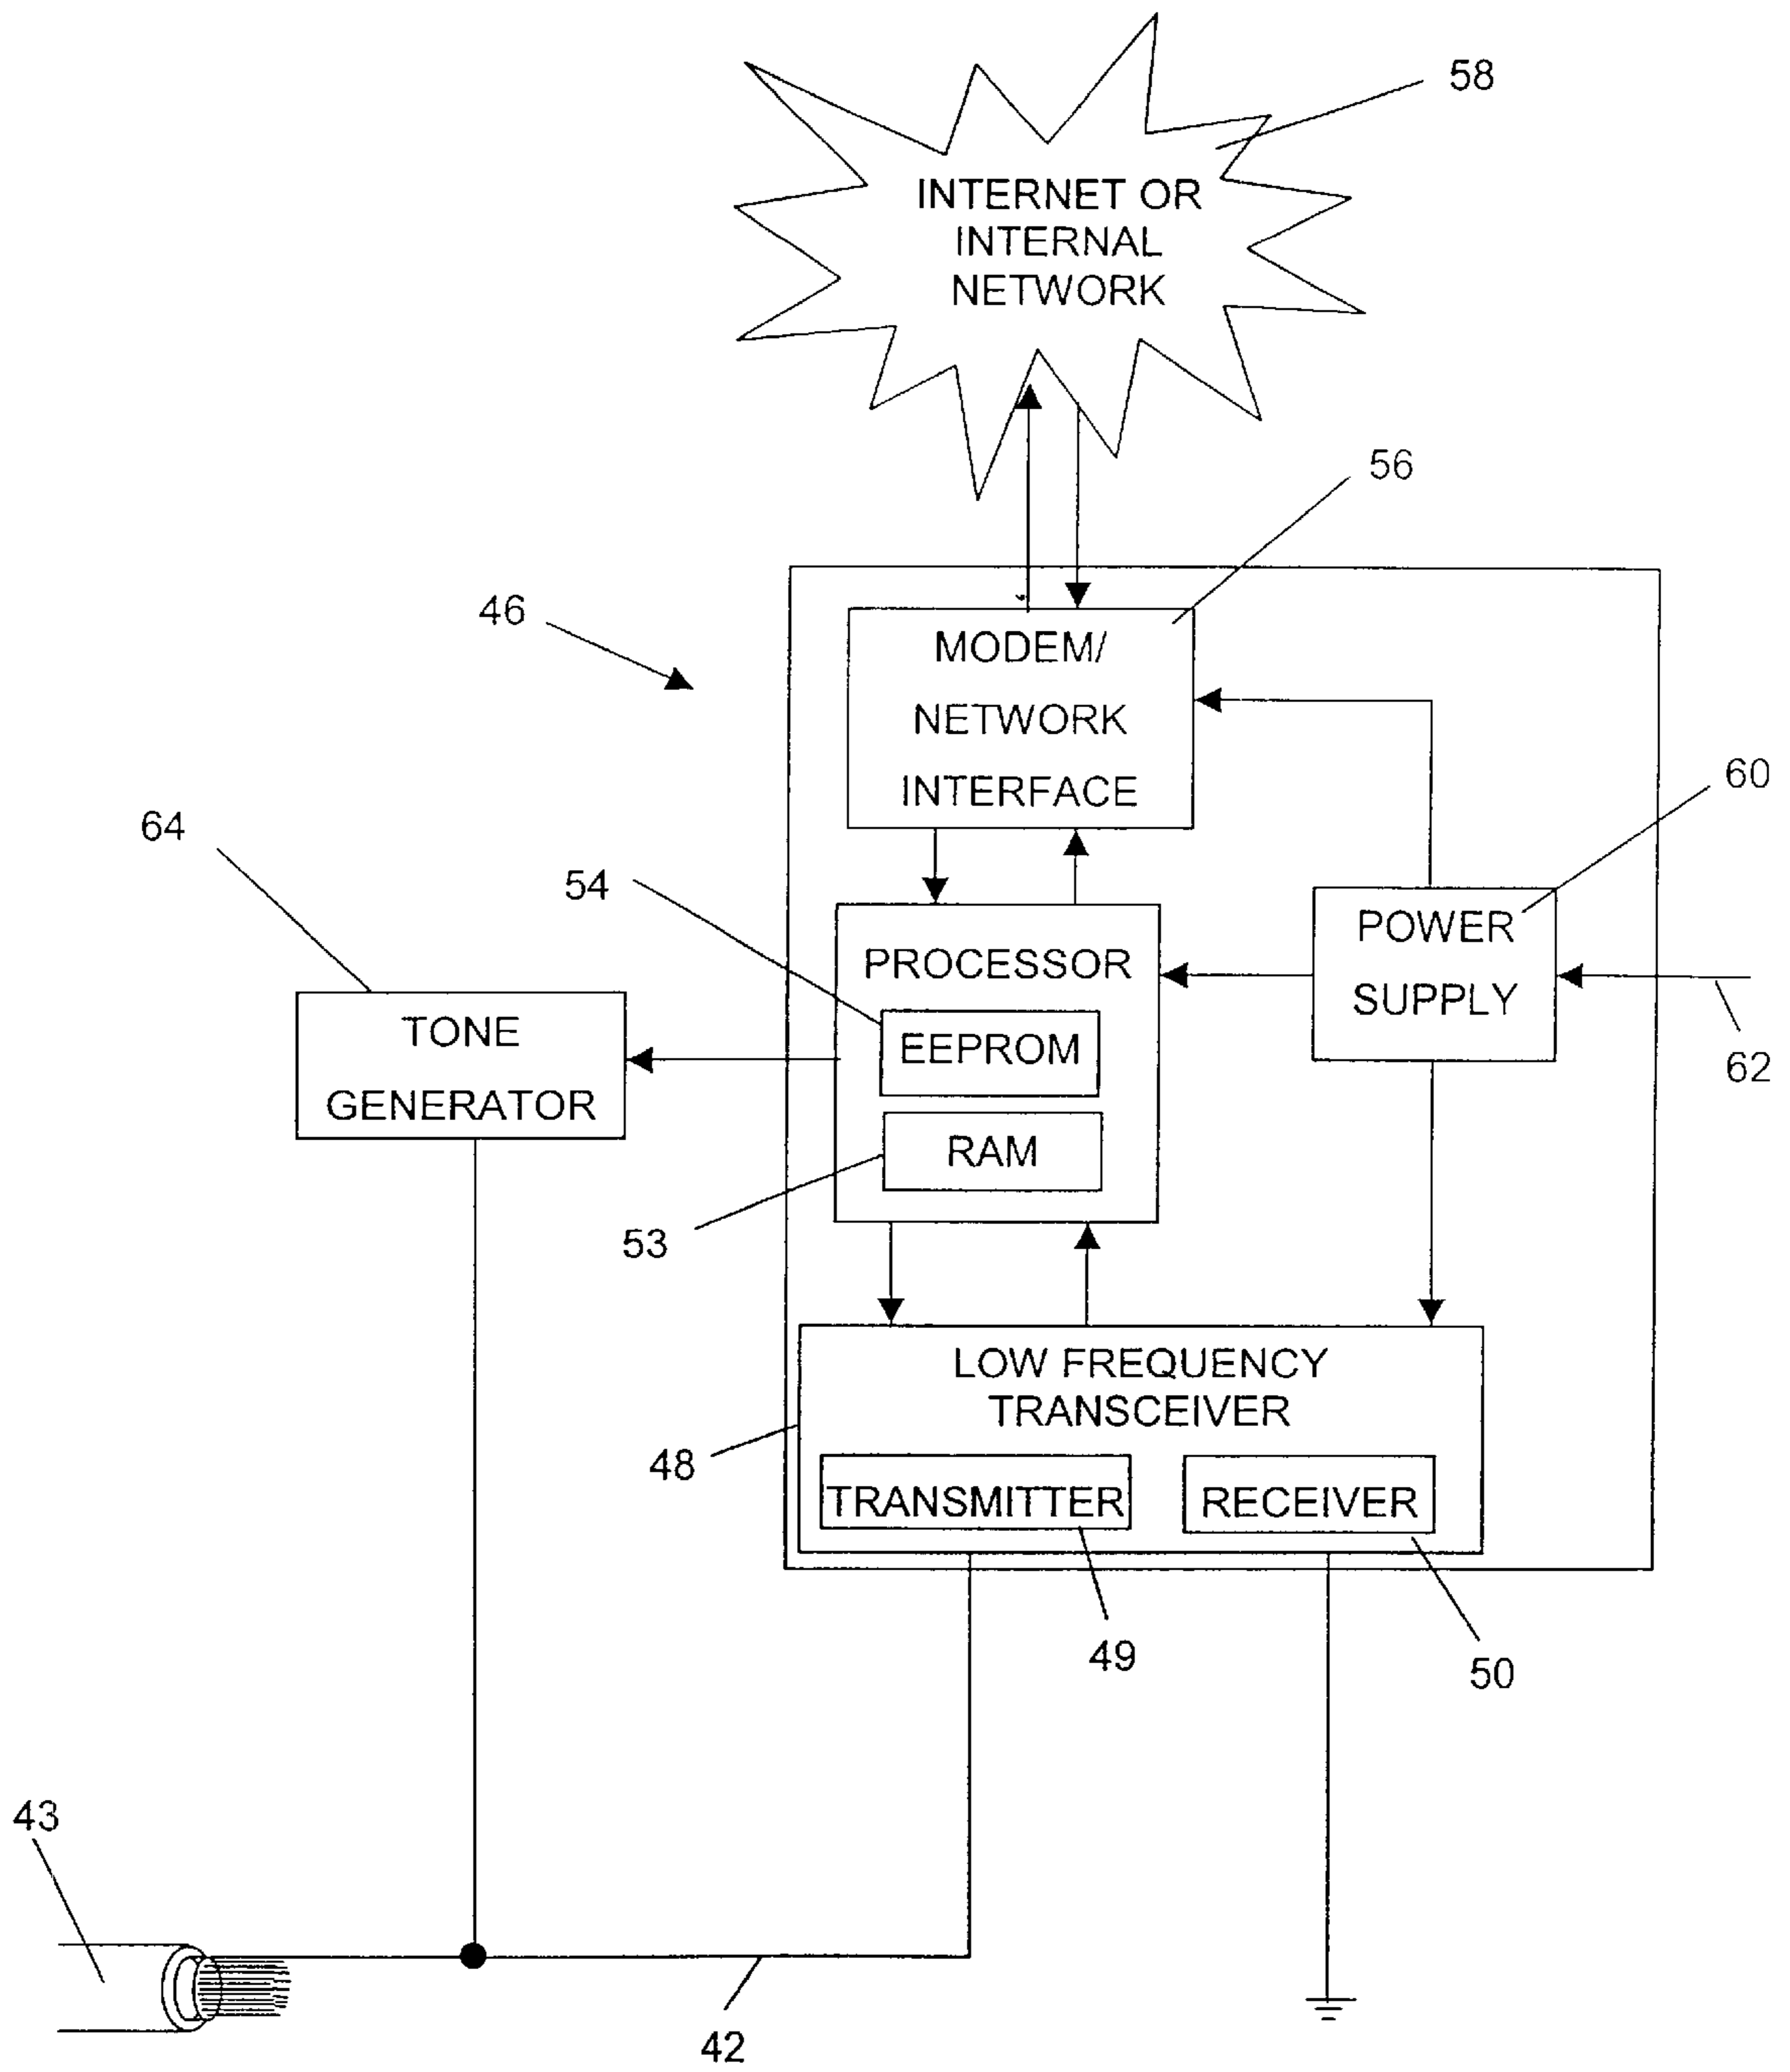 58
INTERNET OR
INTERNAL
NETWORK
56
46
MODEM/
NETWORK
INTERFACE
60
64
54
POWER
SUPPLY
PROCESSOR
TONE
GENERATOR
EEPROM
62
RAM
53
LOW FREQUENCY
TRANSCEIVER
48
TRANSMITTER
RECEIVER
49
50
43
42